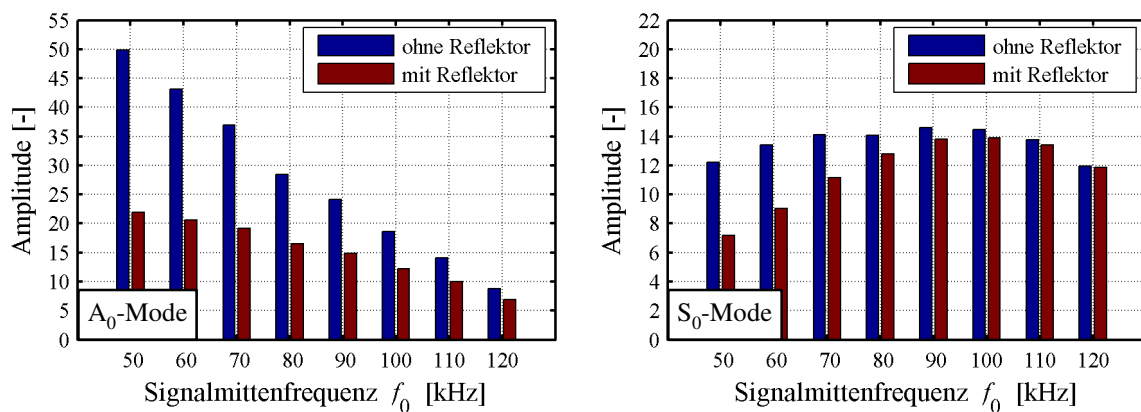 55
50
45
40
35
30
25
20
15
10
5
0
Amplitude [-]
ohne Reflektor
mit Reflektor
A0-Mode
50 60 70 80 90 100 110 120
Signalmittenfrequenz f0 [kHz]
22
20
18
16
14
12
10
8
6
4
2
0
Amplitude [-]
ohne Reflektor
mit Reflektor
S0-Mode
50 60 70 80 90 100 110 120
Signalmittenfrequenz f0 [kHz]